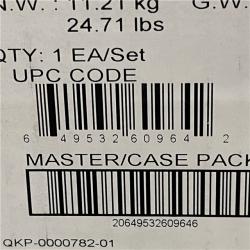 N.W. : 11.21 kg G.W.
24.71 lbs
QTY: 1 EA/Set
UPC CODE
6 49532 60964 2
MASTER/CASE PACK
20649532609646
QKP-0000782-01